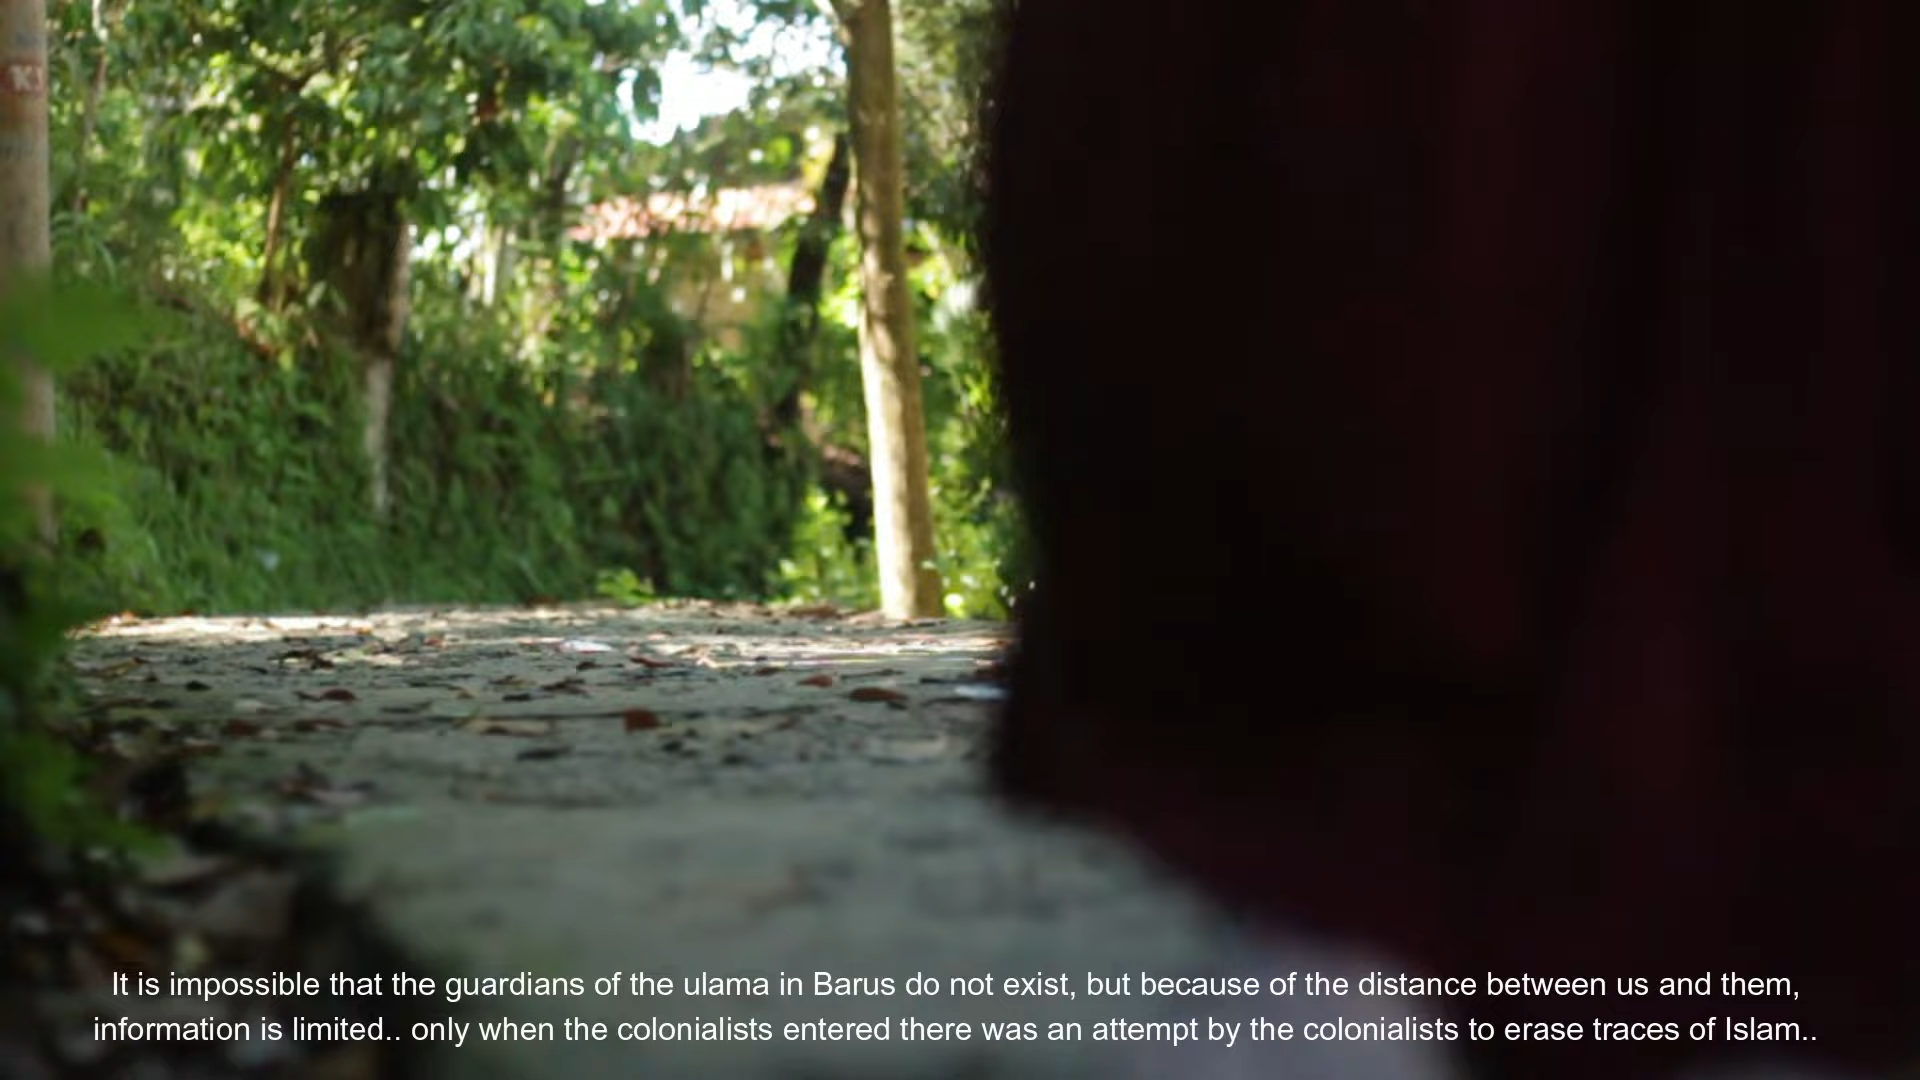 KI
It is impossible that the guardians of the ulama in Barus do not exist, but because of the distance between us and them,
information is limited.. only when the colonialists entered there was an attempt by the colonialists to erase traces of Islam..